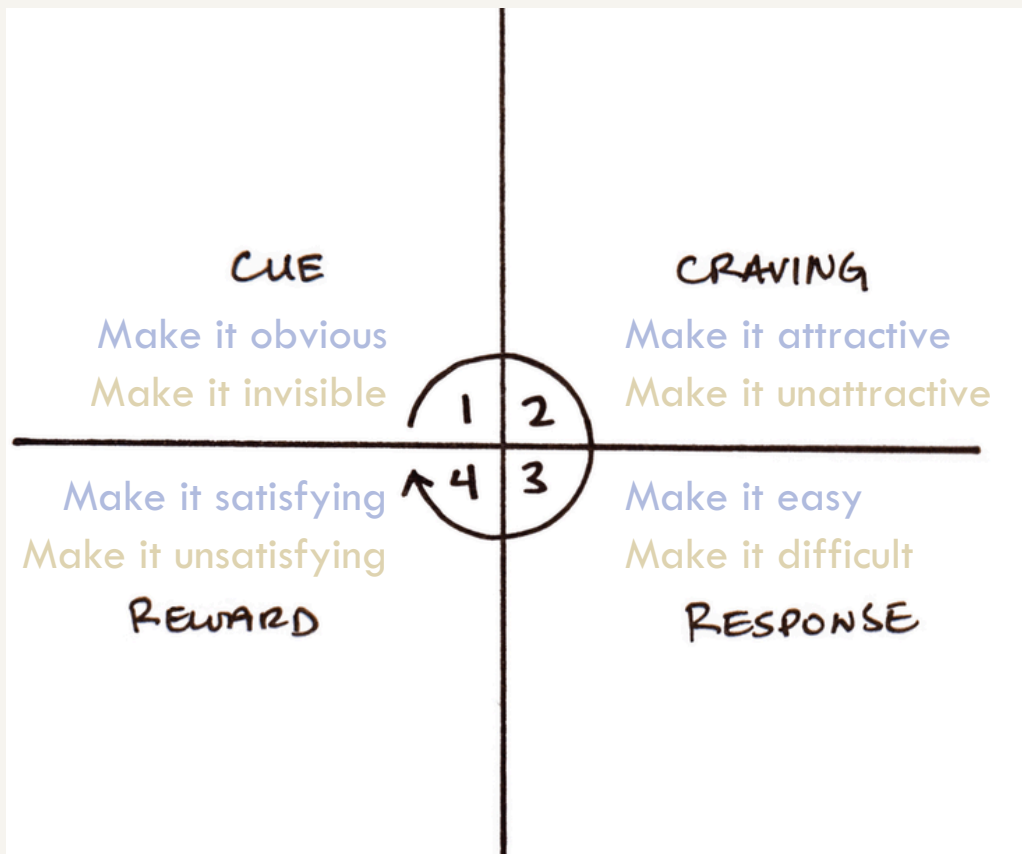 CUE
Make it obvious
Make it invisible
1
CRAVING
Make it attractive
Make it unattractive
2
3
Make it easy
Make it difficult
RESPONSE
4
Make it satisfying
Make it unsatisfying
REWARD